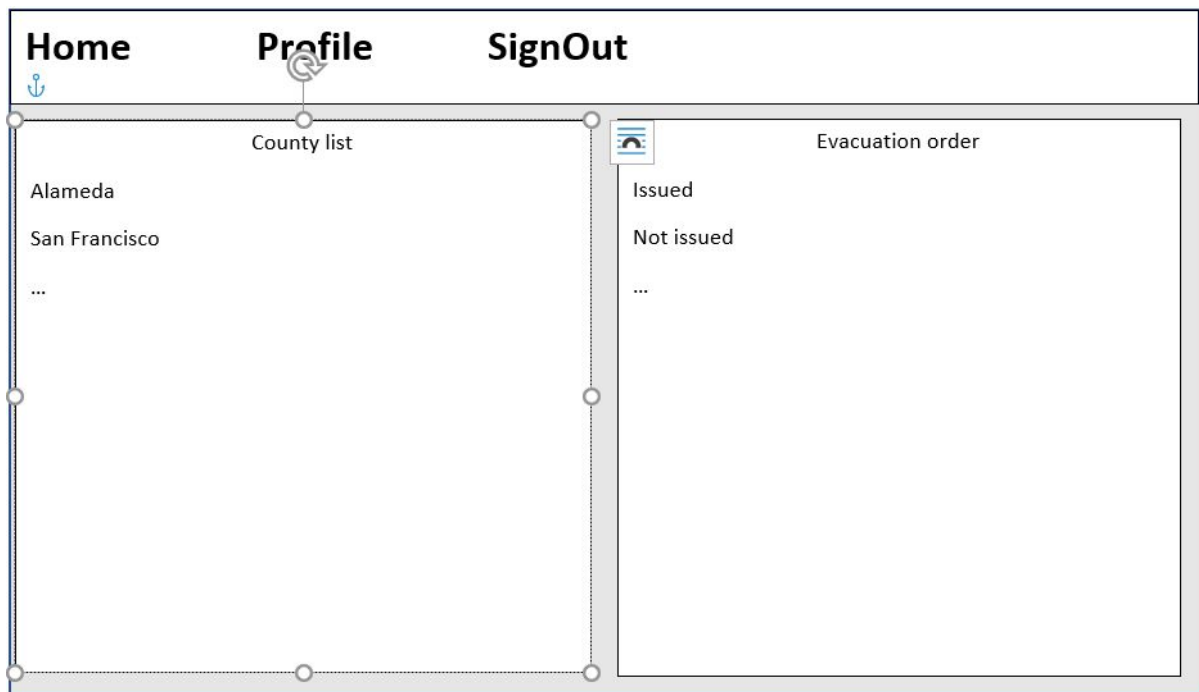 Home Profile SignOut
County list
Alameda
San Francisco
...
Evacuation order
Issued
Not issued
...